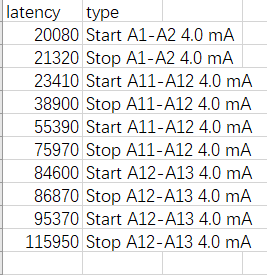 latency type
20080 Start A1-A2 4.0 mA
21320 Stop A1-A2 4.0 mA
23410 Start A11-A12 4.0 mA
38900 Stop A11-A12 4.0 mA
55390 Start A11-A12 4.0 mA
75970 Stop A11-A12 4.0 mA
84600 Start A12-A13 4.0 mA
86870 Stop A12-A13 4.0 mA
95370 Start A12-A13 4.0 mA
115950 Stop A12-A13 4.0 mA